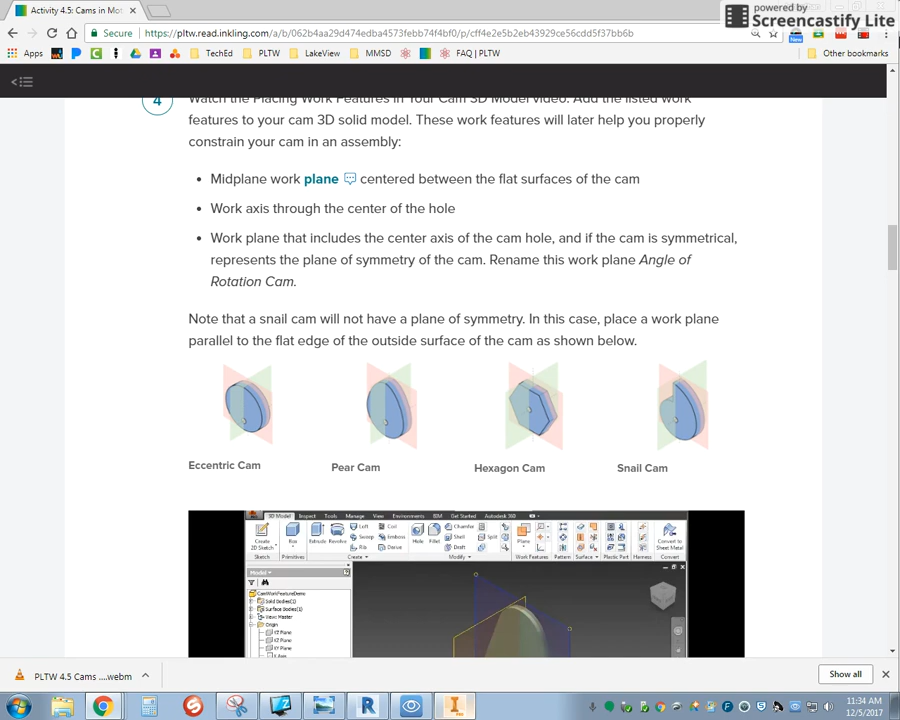 Activity 4.5: Cams in Mot
powered by
Screencastify Lite
Secure
https://pltw.read.inkling.com/a/b/062b4aa29d474edba4573febb74f4bf0/p/cff4e2e5b2eb43929ce56cdd5f37bb6b
New
Apps
TechEd
PLTW
LakeView
MMSD
FAQ | PLTW
Other bookmarks
4
Watch the Placing Work Features in Your Cam 3D Model video. Add the listed work
features to your cam 3D solid model. These work features will later help you properly
constrain your cam in an assembly:
• Midplane work plane centered between the flat surfaces of the cam
• Work axis through the center of the hole
• Work plane that includes the center axis of the cam hole, and if the cam is symmetrical,
represents the plane of symmetry of the cam. Rename this work plane Angle of
Rotation Cam.
Note that a snail cam will not have a plane of symmetry. In this case, place a work plane
parallel to the flat edge of the outside surface of the cam as shown below.
Eccentric Cam
Pear Cam
Hexagon Cam
Snail Cam
3D Model Inspect Tools Manage View Environments BIM Get Started Autodesk 360
Create
2D Sketch
Box
Extrude
Revolve
Loft
Sweep
Rib
Coil
Emboss
Derive
Hole
Fillet
Chamfer
Shell
Draft
Split
Plane
Convert to
Sheet Metal
Sketch
Primitives
Create
Modify
Work Features
Pattern
Surface
Plastic Part
Harness
Convert
Model
CamWorkFeatureDemo
Solid Bodies(1)
Surface Bodies(1)
View: Master
Origin
YZ Plane
XZ Plane
XY Plane
X Axis
PLTW 4.5 Cams ....webm
Show all
11:34 AM
12/5/2017